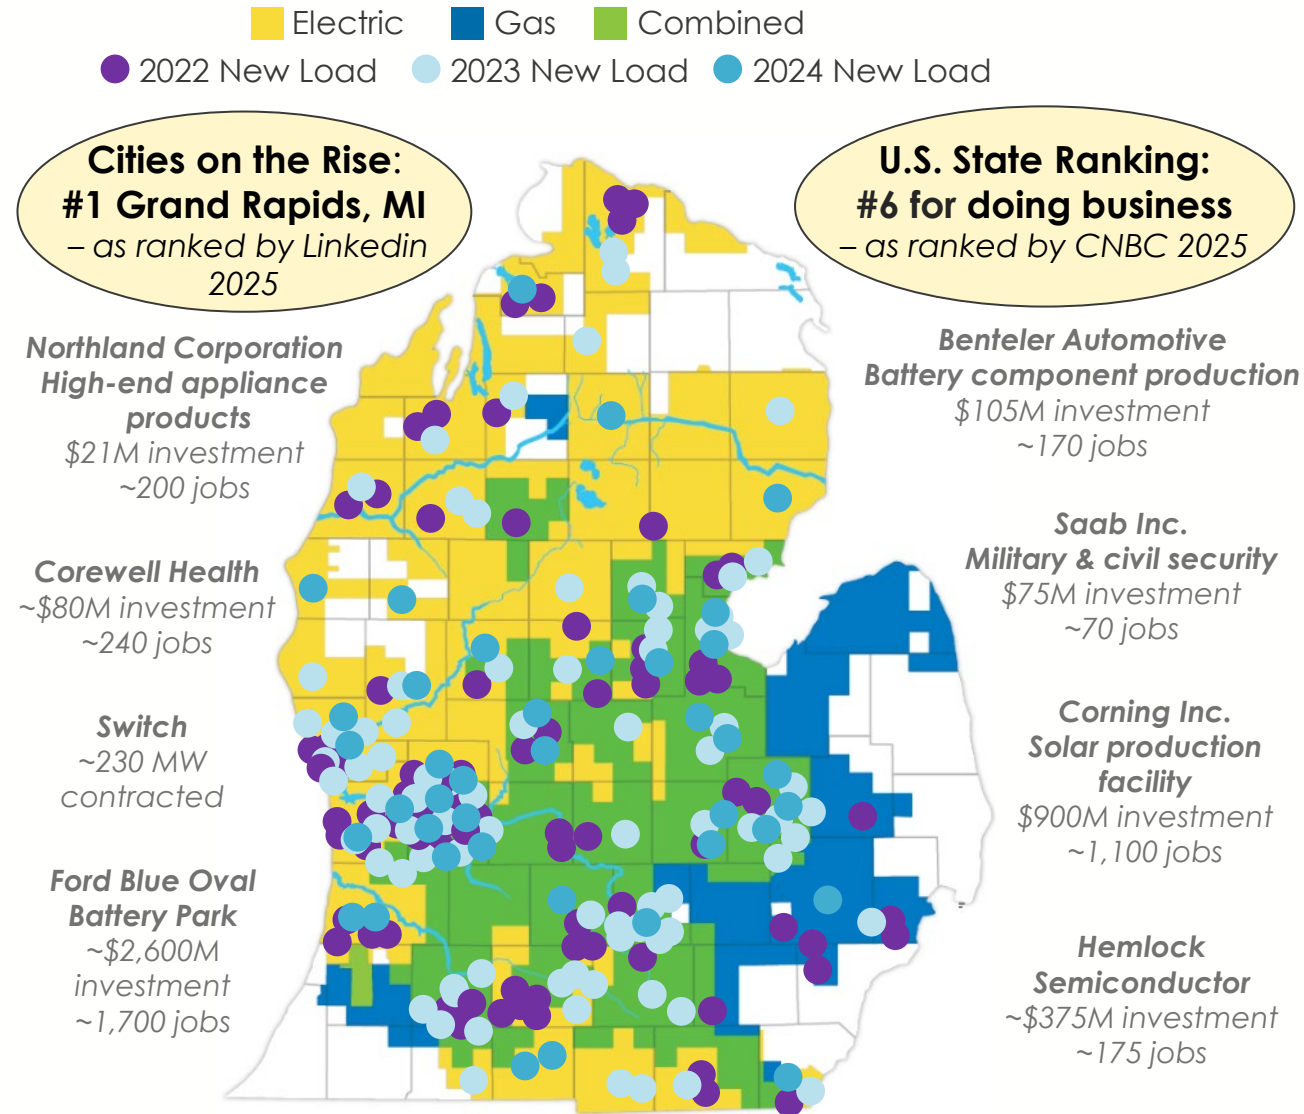 Electric
Gas
Combined
2022 New Load
2023 New Load
2024 New Load
Cities on the Rise:
#1 Grand Rapids, MI
– as ranked by Linkedin
2025
U.S. State Ranking:
#6 for doing business
– as ranked by CNBC 2025
Northland Corporation
High-end appliance
products
$21M investment
~200 jobs
Corewell Health
~$80M investment
~240 jobs
Switch
~230 MW
contracted
Ford Blue Oval
Battery Park
~$2,600M
investment
~1,700 jobs
Benteler Automotive
Battery component production
$105M investment
~170 jobs
Saab Inc.
Military & civil security
$75M investment
~70 jobs
Corning Inc.
Solar production
facility
$900M investment
~1,100 jobs
Hemlock
Semiconductor
~$375M investment
~175 jobs